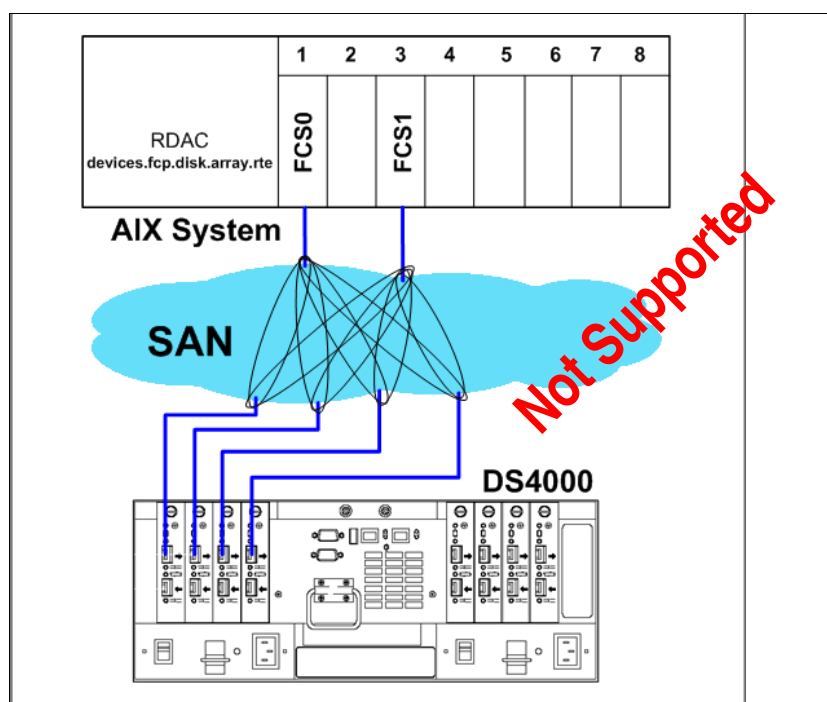 1 2 3 4 5 6 7 8
RDAC
devices.fcp.disk.array.rte
FCS0
FCS1
AIX System
SAN
Not Supported
DS4000